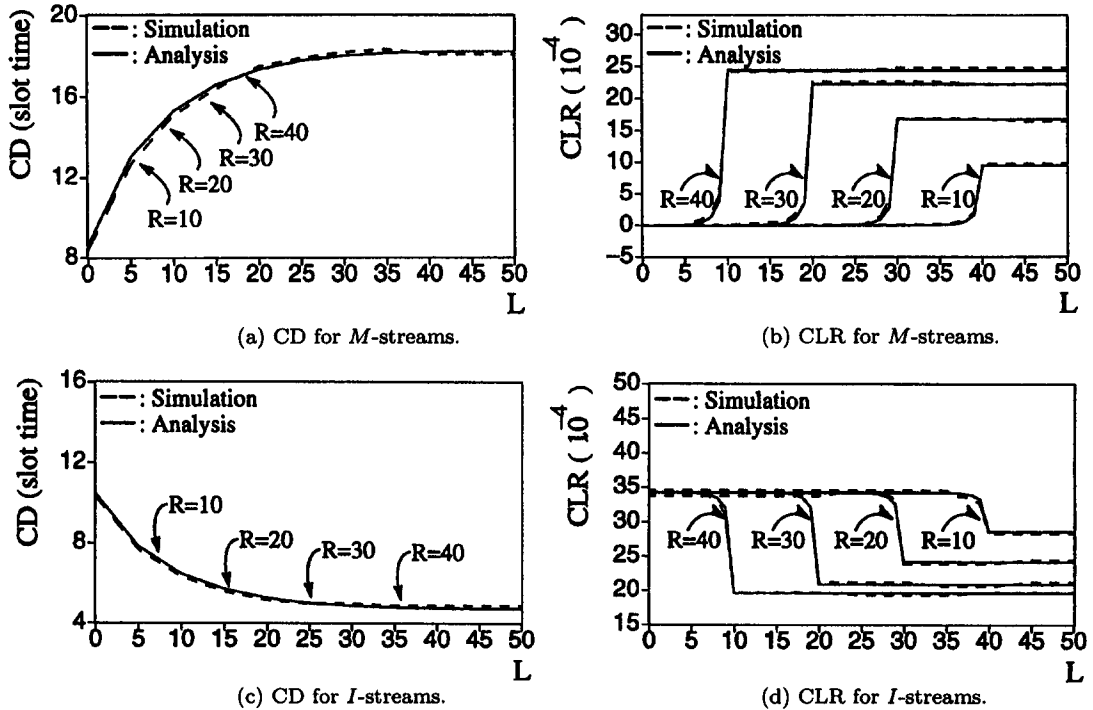 CD (slot time)
20
16
12
8
- - : Simulation
— : Analysis
R=40
R=30
R=20
R=10
0 5 10 15 20 25 30 35 40 45 50
L
(a) CD for M-streams.
CLR ( 10^-4 )
30
25
20
15
10
5
0
-5
- - : Simulation
— : Analysis
R=40 R=30 R=20 R=10
0 5 10 15 20 25 30 35 40 45 50
L
(b) CLR for M-streams.
CD (slot time)
16
12
8
4
- - : Simulation
— : Analysis
R=10
R=20
R=30
R=40
0 5 10 15 20 25 30 35 40 45 50
L
(c) CD for I-streams.
CLR ( 10^-4 )
50
45
40
35
30
25
20
15
- - : Simulation
— : Analysis
R=40 R=30 R=20 R=10
0 5 10 15 20 25 30 35 40 45 50
L
(d) CLR for I-streams.